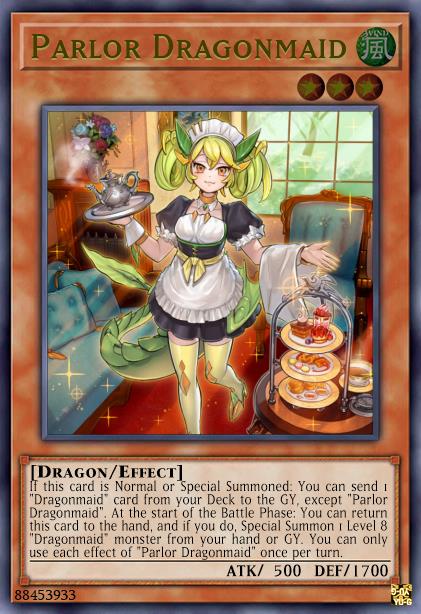 PARLOR DRAGONMAID
WIND
風
[DRAGON/EFFECT]
If this card is Normal or Special Summoned: You can send 1
"Dragonmaid" card from your Deck to the GY, except "Parlor
Dragonmaid". At the start of the Battle Phase: You can return
this card to the hand, and if you do, Special Summon 1 Level 8
"Dragonmaid" monster from your hand or GY. You can only
use each effect of "Parlor Dragonmaid" once per turn.
ATK/ 500 DEF/1700
88453933